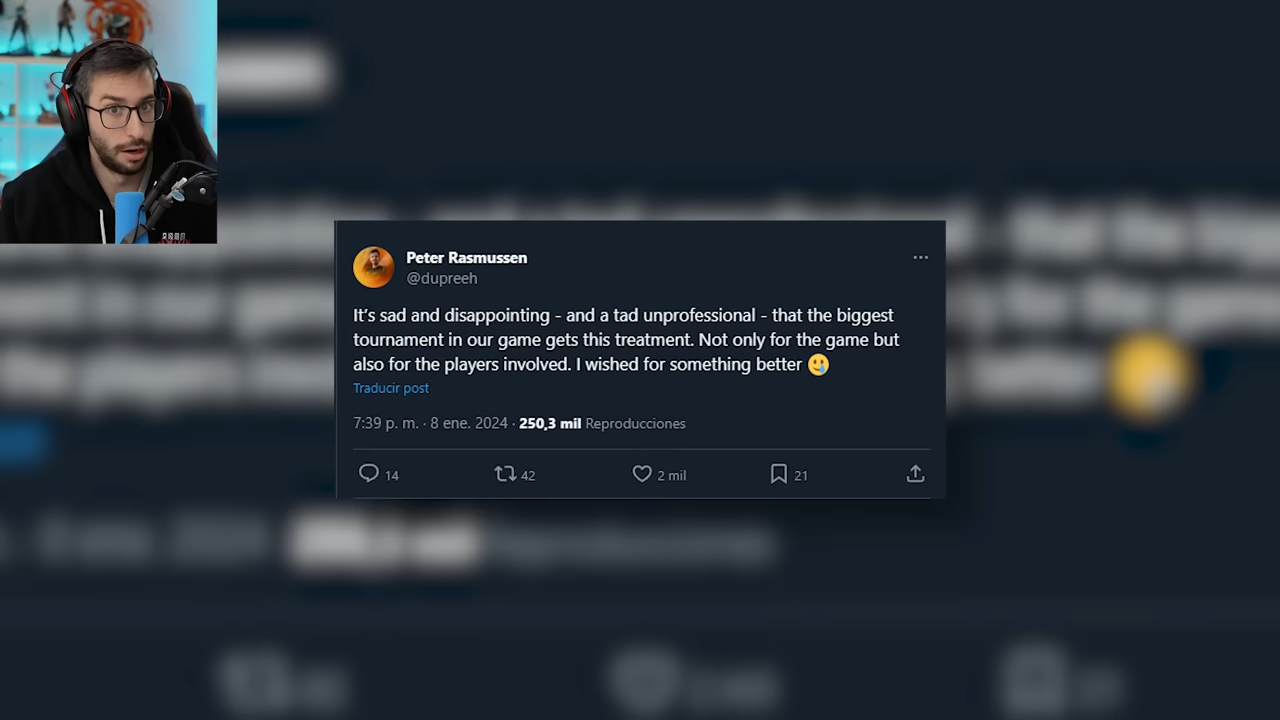 Peter Rasmussen
@dupreeh
It's sad and disappointing - and a tad unprofessional - that the biggest
tournament in our game gets this treatment. Not only for the game but
also for the players involved. I wished for something better 🥲
Traducir post
7:39 p. m. · 8 ene. 2024 · 250,3 mil Reproducciones
14 42 2 mil 21